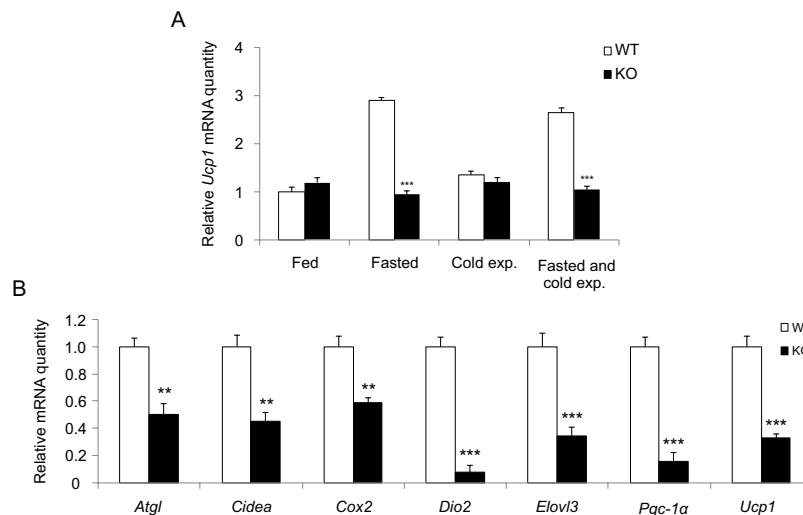 A
WT
KO
Relative Ucp1 mRNA quantity
4
3
2
1
0
***
***
Fed
Fasted
Cold exp.
Fasted and
cold exp.
B
W
KO
Relative mRNA quantity
1.2
1.0
0.8
0.6
0.4
0.2
0
**
**
**
***
***
***
***
Atgl
Cidea
Cox2
Dio2
Elovl3
Pgc-1α
Ucp1